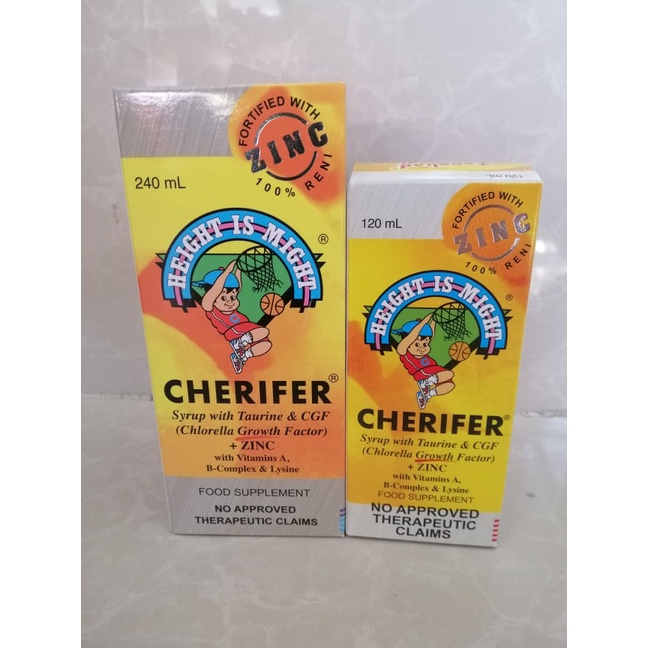 FORTIFIED WITH
ZINC
100% RENI
240 mL
HEIGHT IS MIGHT
®
CHERIFER®
Syrup with Taurine & CGF
(Chlorella Growth Factor)
+ ZINC
with Vitamins A,
B-Complex & Lysine
FOOD SUPPLEMENT
NO APPROVED
THERAPEUTIC CLAIMS
120 mL
FORTIFIED WITH
ZINC
100% RENI
120 mL
HEIGHT IS MIGHT
®
CHERIFER®
Syrup with Taurine & CGF
(Chlorella Growth Factor)
+ ZINC
with Vitamins A,
B-Complex & Lysine
FOOD SUPPLEMENT
NO APPROVED
THERAPEUTIC
CLAIMS